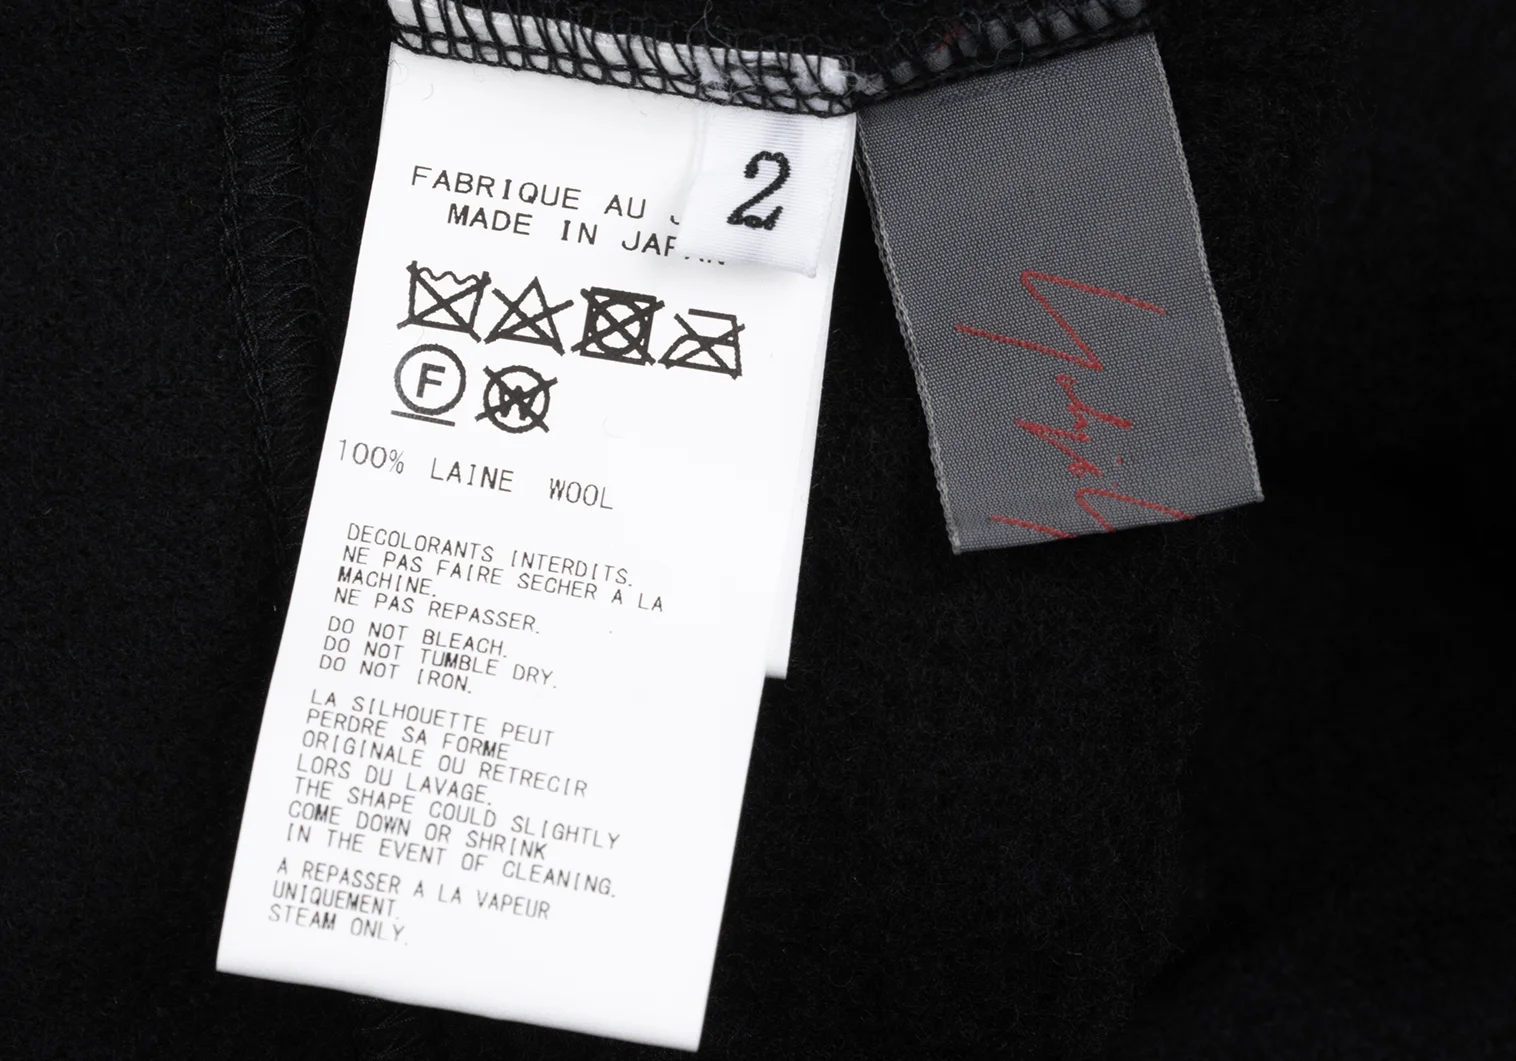 FABRIQUE AU
MADE IN JAPAN
2
F
W
100% LAINE WOOL
DECOLORANTS INTERDITS.
NE PAS FAIRE SECHER A LA
MACHINE.
NE PAS REPASSER.
DO NOT BLEACH.
DO NOT TUMBLE DRY.
DO NOT IRON.
LA SILHOUETTE PEUT
PERDRE SA FORME
ORIGINALE OU RETRECIR
LORS DU LAVAGE.
THE SHAPE COULD SLIGHTLY
COME DOWN OR SHRINK
IN THE EVENT OF CLEANING.
A REPASSER A LA VAPEUR
UNIQUEMENT.
STEAM ONLY.